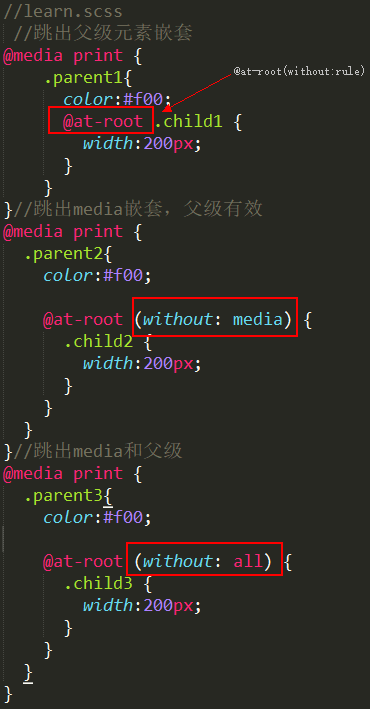 //learn.scss
//跳出父级元素嵌套
@media print {
    .parent1{
      color:#f00;
@at-root(without:rule)
      @at-root .child1 {
        width:200px;
      }
    }
}//跳出media嵌套，父级有效
@media print {
  .parent2{
    color:#f00;

    @at-root (without: media) {
      .child2 {
        width:200px;
      }
    }
  }
}//跳出media和父级
@media print {
  .parent3{
    color:#f00;

    @at-root (without: all) {
      .child3 {
        width:200px;
      }
    }
  }
}